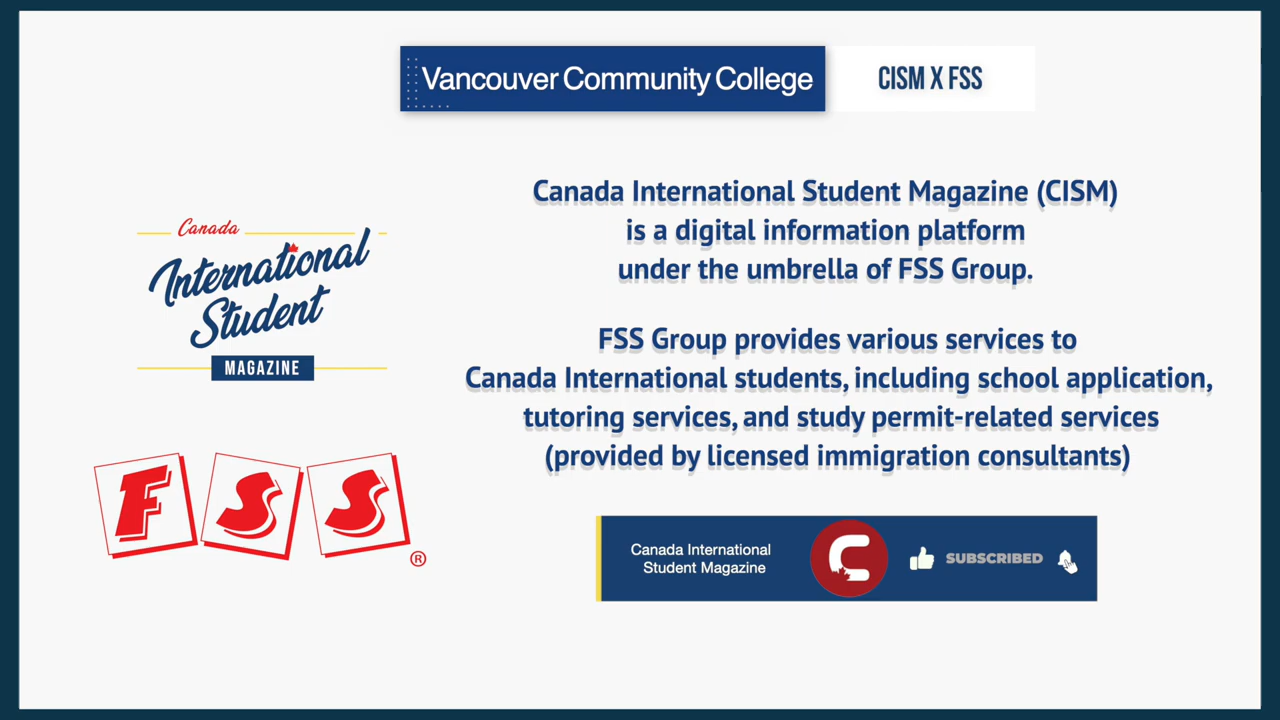 Vancouver Community College
CISM X FSS
Canada International Student Magazine (CISM)
is a digital information platform
under the umbrella of FSS Group.
FSS Group provides various services to
Canada International students, including school application,
tutoring services, and study permit-related services
(provided by licensed immigration consultants)
Canada
International
Student
MAGAZINE
FSS
®
Canada International
Student Magazine
C
SUBSCRIBED